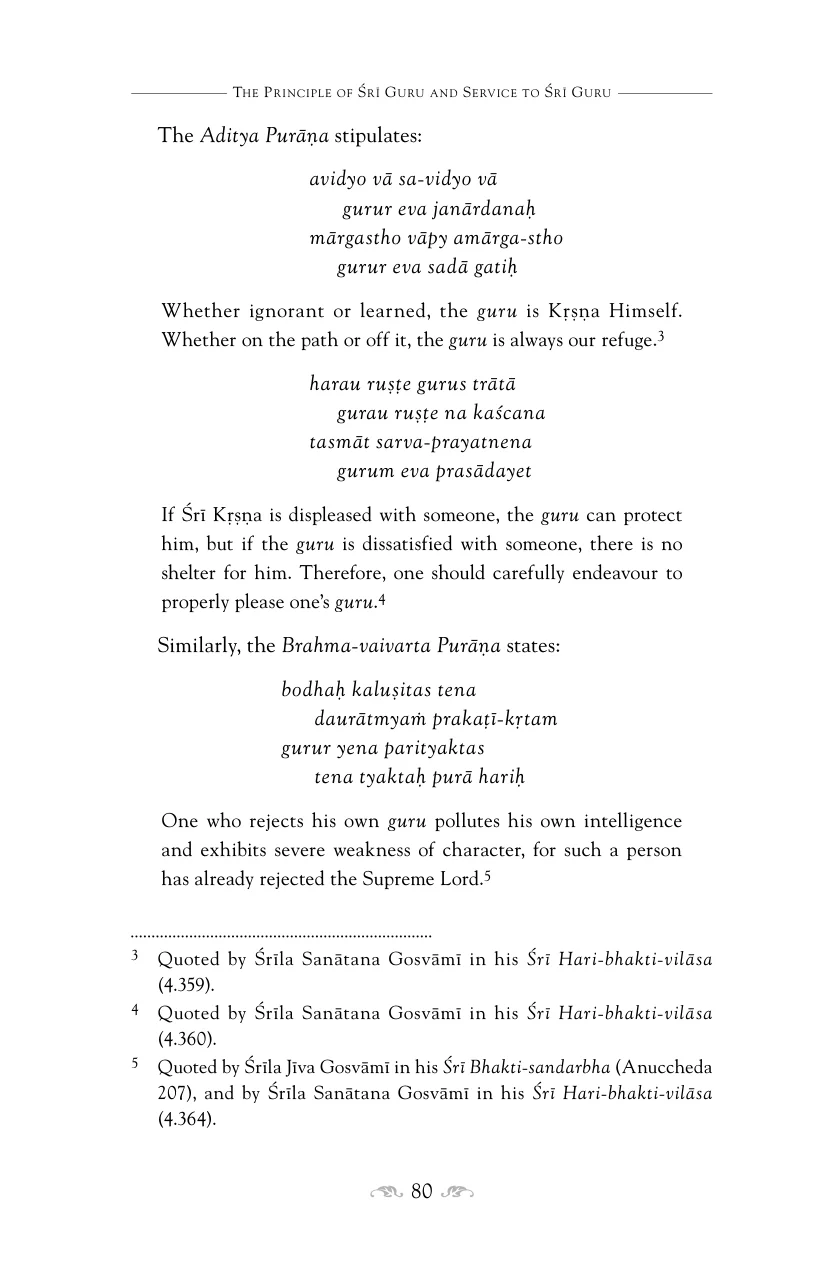 The Principle of Śrī Guru and Service to Śrī Guru
The Aditya Purāṇa stipulates:
avidyo vā sa-vidyo vā
gurur eva janārdanaḥ
mārgastho vāpy amārga-stho
gurur eva sadā gatiḥ
Whether ignorant or learned, the guru is Kṛṣṇa Himself.
Whether on the path or off it, the guru is always our refuge.3
harau ruṣṭe gurus trātā
gurau ruṣṭe na kaścana
tasmāt sarva-prayatnena
gurum eva prasādayet
If Śrī Kṛṣṇa is displeased with someone, the guru can protect
him, but if the guru is dissatisfied with someone, there is no
shelter for him. Therefore, one should carefully endeavour to
properly please one's guru.4
Similarly, the Brahma-vaivarta Purāṇa states:
bodhaḥ kaluṣitas tena
daurātmyaṁ prakaṭī-kṛtam
gurur yena parityaktas
tena tyaktaḥ purā hariḥ
One who rejects his own guru pollutes his own intelligence
and exhibits severe weakness of character, for such a person
has already rejected the Supreme Lord.5
3 Quoted by Śrīla Sanātana Gosvāmī in his Śrī Hari-bhakti-vilāsa
(4.359).
4 Quoted by Śrīla Sanātana Gosvāmī in his Śrī Hari-bhakti-vilāsa
(4.360).
5 Quoted by Śrīla Jīva Gosvāmī in his Śrī Bhakti-sandarbha (Anuccheda
207), and by Śrīla Sanātana Gosvāmī in his Śrī Hari-bhakti-vilāsa
(4.364).
80